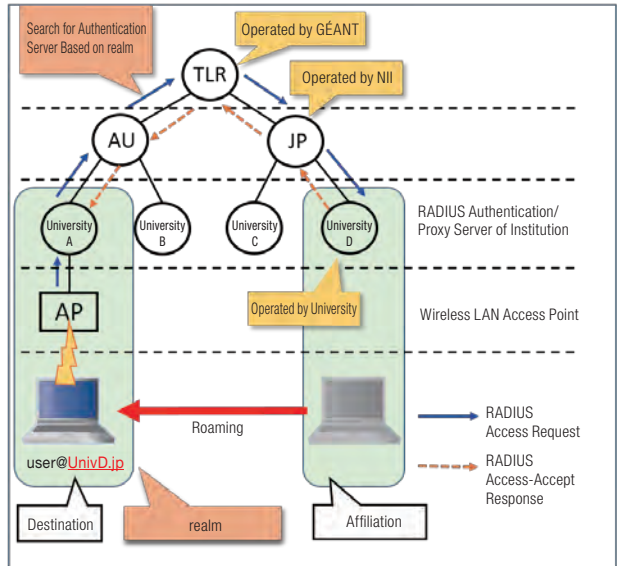 Search for Authentication
Server Based on realm
Operated by GÉANT
TLR
Operated by NII
AU
JP
University
A
University
B
University
C
University
D
RADIUS Authentication/
Proxy Server of Institution
AP
Operated by University
Wireless LAN Access Point
Roaming
RADIUS
Access Request
user@UnivD.jp
RADIUS
Access-Accept
Response
Destination
realm
Affiliation